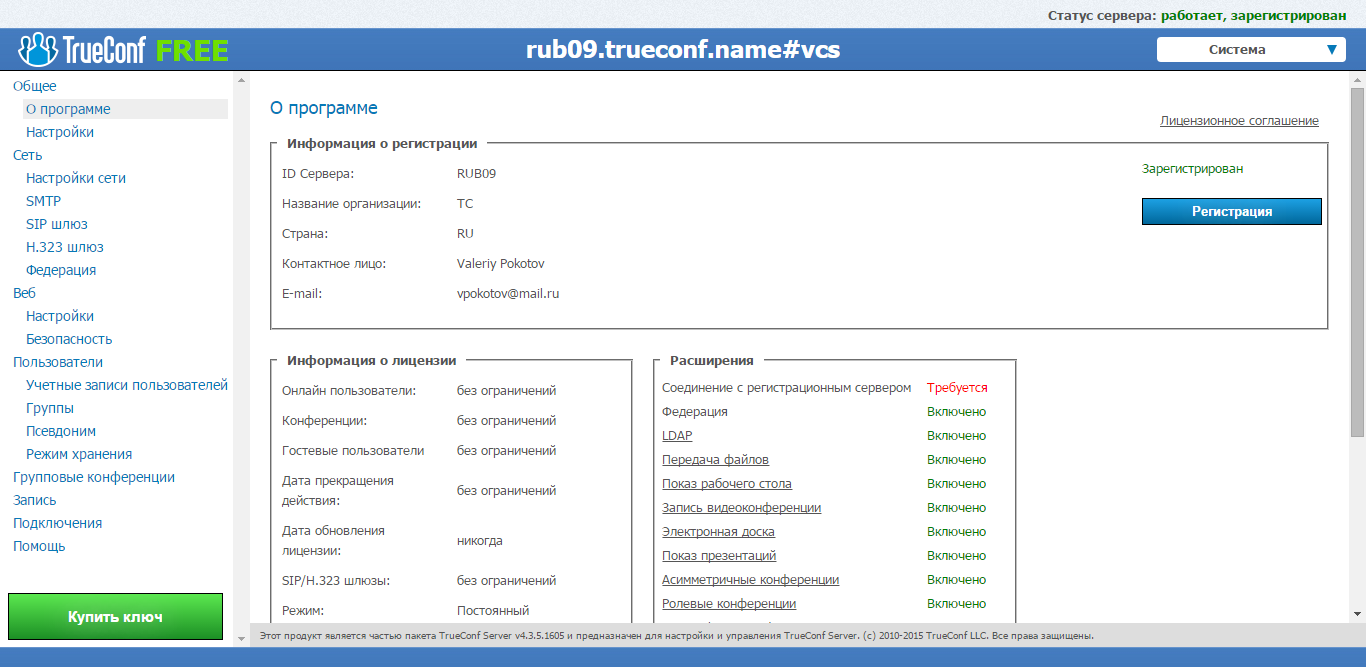 Статус сервера: работает, зарегистрирован
TrueConf FREE
rub09.trueconf.name#vcs
Система
Общее
О программе
Настройки
Сеть
Настройки сети
SMTP
SIP шлюз
H.323 шлюз
Федерация
Веб
Настройки
Безопасность
Пользователи
Учетные записи пользователей
Группы
Псевдоним
Режим хранения
Групповые конференции
Запись
Подключения
Помощь
Купить ключ
О программе
Лицензионное соглашение
Информация о регистрации
ID Сервера: RUB09
Зарегистрирован
Название организации: TC
Регистрация
Страна: RU
Контактное лицо: Valeriy Pokotov
E-mail: vpokotov@mail.ru
Информация о лицензии
Онлайн пользователи: без ограничений
Конференции: без ограничений
Гостевые пользователи без ограничений
Дата прекращения
действия: без ограничений
Дата обновления
лицензии: никогда
SIP/H.323 шлюзы: без ограничений
Режим: Постоянный
Расширения
Соединение с регистрационным сервером Требуется
Федерация Включено
LDAP Включено
Передача файлов Включено
Показ рабочего стола Включено
Запись видеоконференции Включено
Электронная доска Включено
Показ презентаций Включено
Асимметричные конференции Включено
Ролевые конференции Включено
Этот продукт является частью пакета TrueConf Server v4.3.5.1605 и предназначен для настройки и управления TrueConf Server. (c) 2010-2015 TrueConf LLC. Все права защищены.